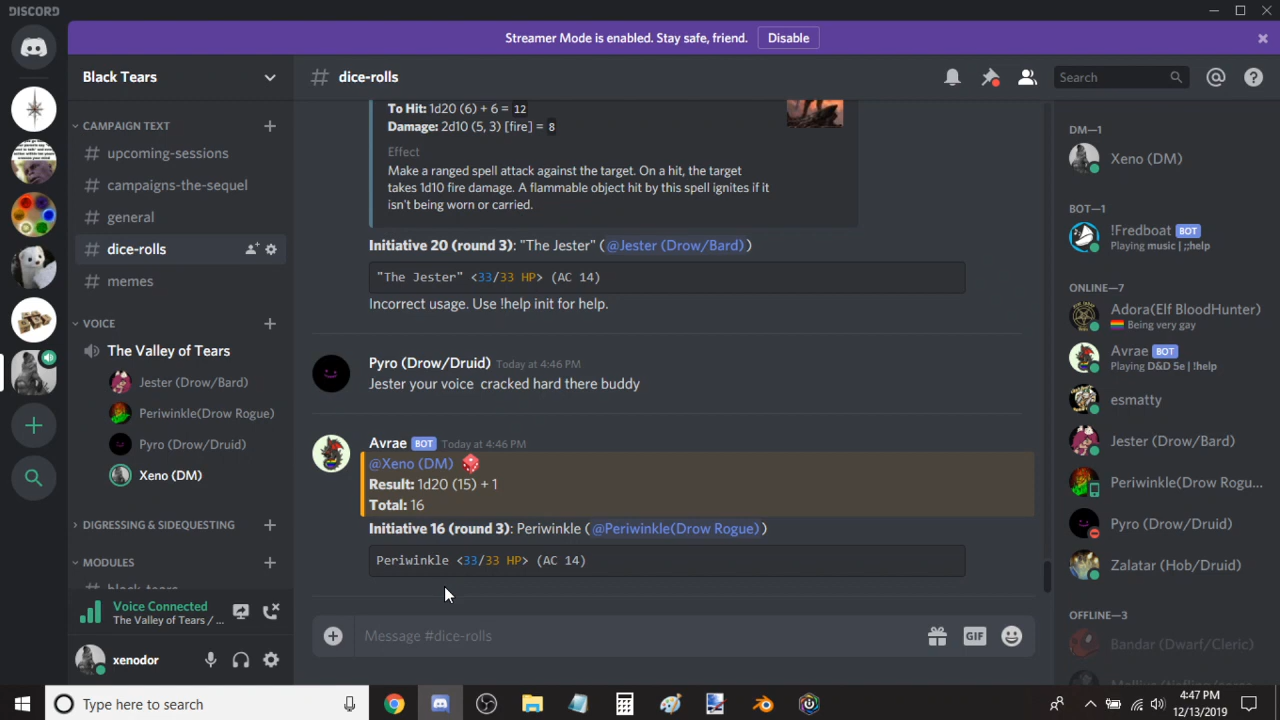 DISCORD
Streamer Mode is enabled. Stay safe, friend.
Disable
Black Tears
# dice-rolls
Search
CAMPAIGN TEXT
# upcoming-sessions
# campaigns-the-sequel
# general
# dice-rolls
# memes
VOICE
The Valley of Tears
Jester (Drow/Bard)
Periwinkle(Drow Rogue)
Pyro (Drow/Druid)
Xeno (DM)
DIGRESSING & SIDEQUESTING
MODULES
# black-tears
Voice Connected
The Valley of Tears / ...
xenodor
To Hit: 1d20 (6) + 6 = 12
Damage: 2d10 (5, 3) [fire] = 8
Effect
Make a ranged spell attack against the target. On a hit, the target
takes 1d10 fire damage. A flammable object hit by this spell ignites if it
isn't being worn or carried.
Initiative 20 (round 3): "The Jester" (@Jester (Drow/Bard))
"The Jester" <33/33 HP> (AC 14)
Incorrect usage. Use !help init for help.
Pyro (Drow/Druid) Today at 4:46 PM
Jester your voice cracked hard there buddy
Avrae BOT Today at 4:46 PM
@Xeno (DM)
Result: 1d20 (15) + 1
Total: 16
Initiative 16 (round 3): Periwinkle (@Periwinkle(Drow Rogue))
Periwinkle <33/33 HP> (AC 14)
Message #dice-rolls
GIF
DM—1
Xeno (DM)
BOT—1
!Fredboat BOT
Playing music | ;;help
ONLINE—7
Adora(Elf BloodHunter)
Being very gay
Avrae BOT
Playing D&D 5e | !help
esmatty
Jester (Drow/Bard)
Periwinkle(Drow Rogue...
Pyro (Drow/Druid)
Zalatar (Hob/Druid)
OFFLINE—3
Bandar (Dwarf/Cleric)
Type here to search
4:47 PM
12/13/2019